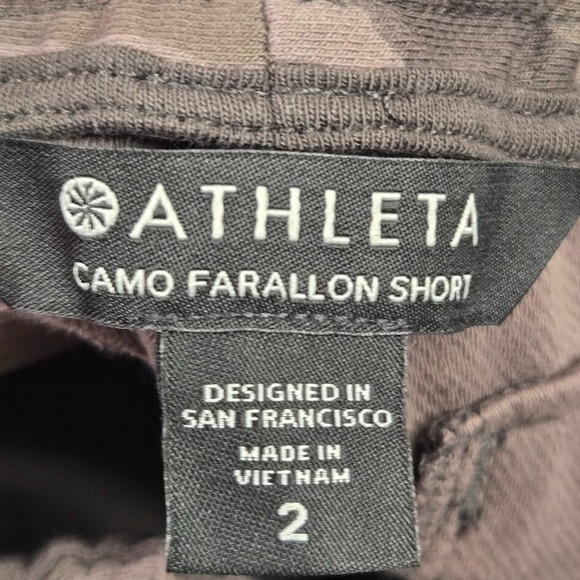 ATHLETA
CAMO FARALLON SHORT
DESIGNED IN
SAN FRANCISCO
MADE IN
VIETNAM
2